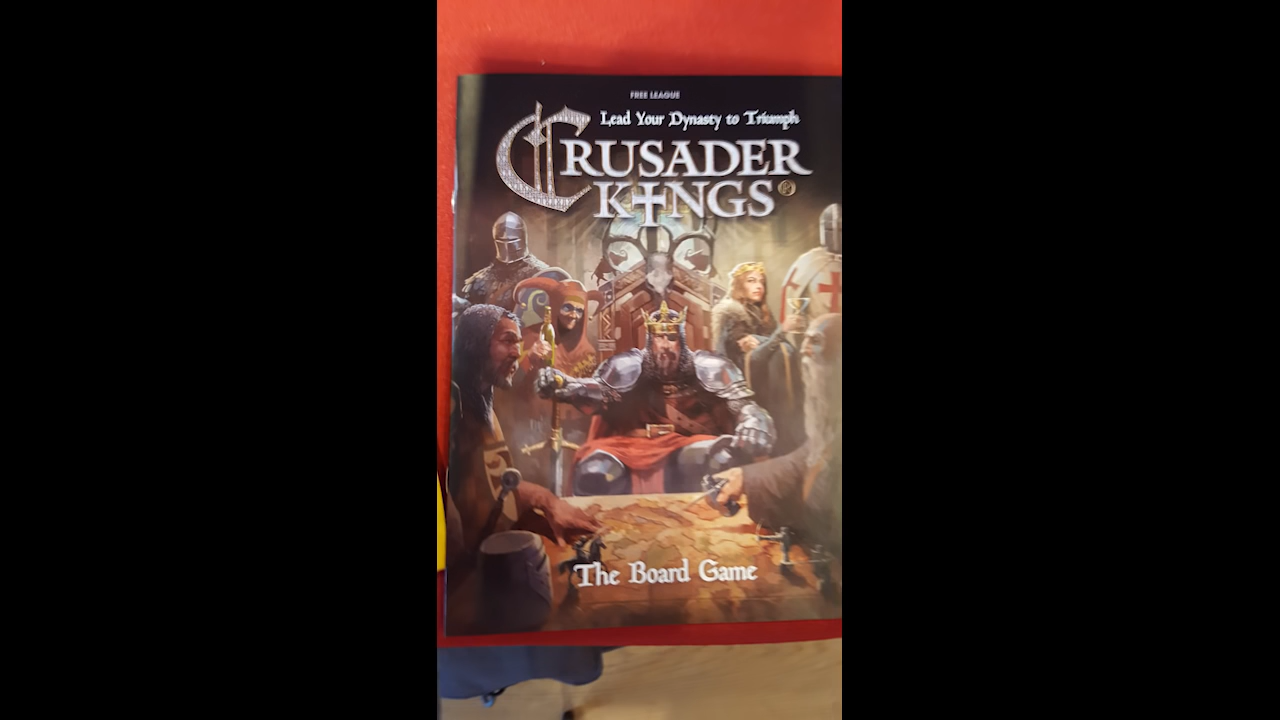 FREE LEAGUE
Lead Your Dynasty to Triumph
CRUSADER
KINGS
The Board Game